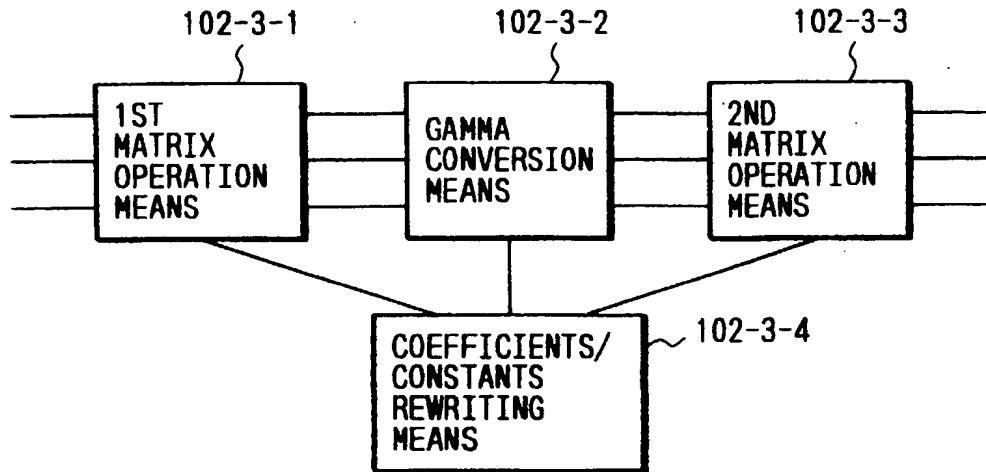 102-3-1
102-3-2
102-3-3
1ST
MATRIX
OPERATION
MEANS
GAMMA
CONVERSION
MEANS
2ND
MATRIX
OPERATION
MEANS
COEFFICIENTS/
CONSTANTS
REWRITING
MEANS
102-3-4